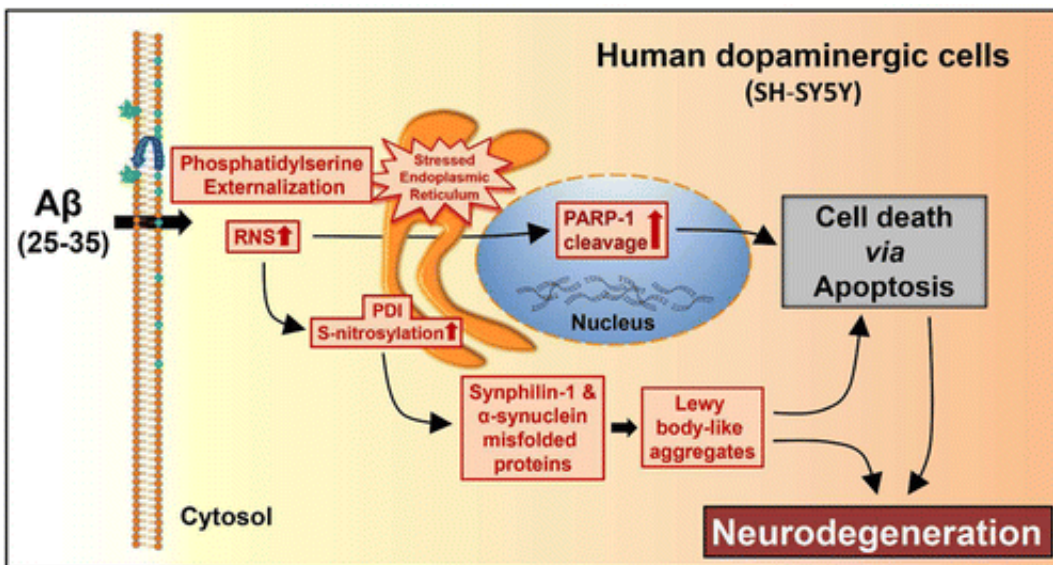 Human dopaminergic cells
(SH-SY5Y)
Phosphatidylserine
Externalization
Stressed
Endoplasmic
Reticulum
Aβ
(25-35)
RNS
PARP-1
cleavage
Cell death
via
Apoptosis
PDI
S-nitrosylation
Nucleus
Synphilin-1 &
α-synuclein
misfolded
proteins
Lewy
body-like
aggregates
Cytosol
Neurodegeneration